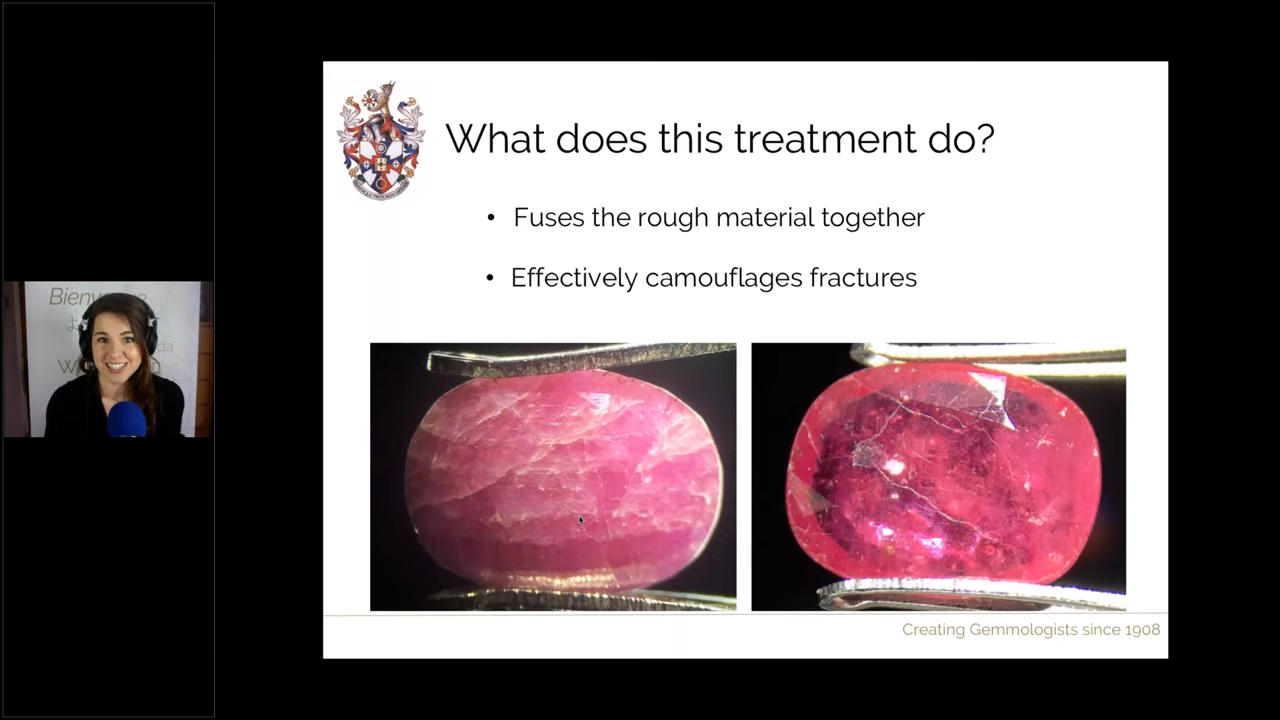 What does this treatment do?
• Fuses the rough material together
• Effectively camouflages fractures
Creating Gemmologists since 1908